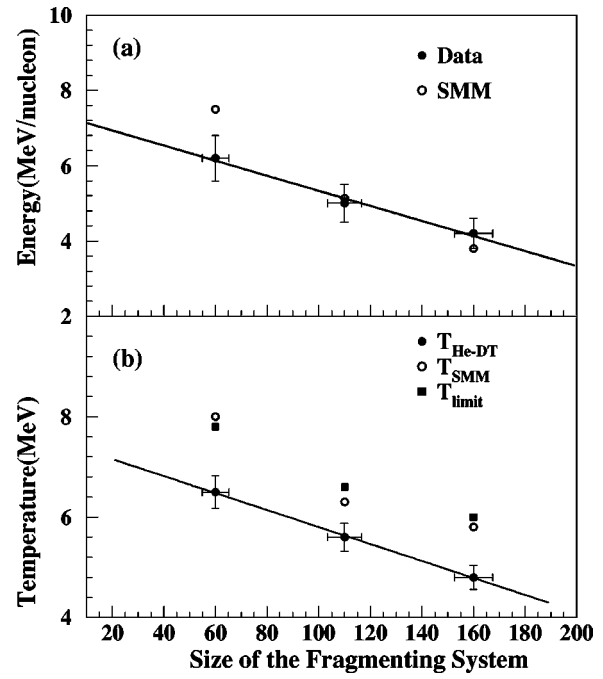 10
(a)
Data
SMM
8
6
4
2
Energy(MeV/nucleon)
(b)
T_He-DT
T_SMM
T_limit
8
6
4
Temperature(MeV)
20 40 60 80 100 120 140 160 180 200
Size of the Fragmenting System